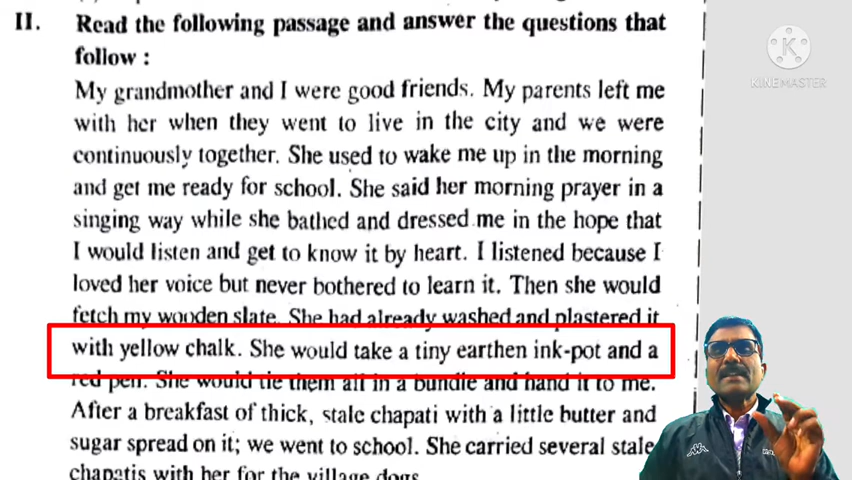 II. Read the following passage and answer the questions that
follow :
My grandmother and I were good friends. My parents left me
with her when they went to live in the city and we were
continuously together. She used to wake me up in the morning
and get me ready for school. She said her morning prayer in a
singing way while she bathed and dressed me in the hope that
I would listen and get to know it by heart. I listened because I
loved her voice but never bothered to learn it. Then she would
fetch my wooden slate. She had already washed and plastered it
with yellow chalk. She would take a tiny earthen ink-pot and a
red pen. She would tie them all in a bundle and hand it to me.
After a breakfast of thick, stale chapati with a little butter and
sugar spread on it; we went to school. She carried several stale
chapatis with her for the village dogs.
K
KINEMASTER